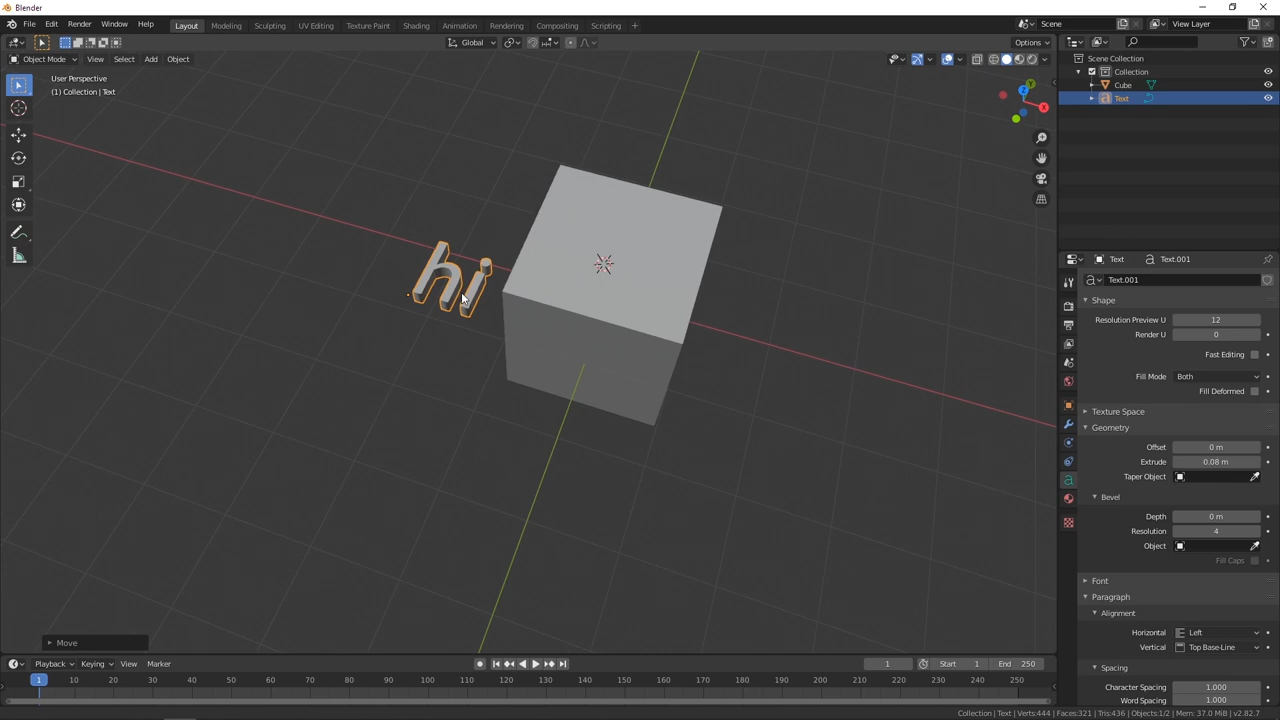 Blender
File Edit Render Window Help Layout Modeling Sculpting UV Editing Texture Paint Shading Animation Rendering Compositing Scripting + Scene View Layer
Global Options
Object Mode View Select Add Object
User Perspective
(1) Collection | Text
hi
Move
Scene Collection
Collection
Cube
Text
Text Text.001
Text.001
Shape
Resolution Preview U 12
Render U 0
Fast Editing
Fill Mode Both
Fill Deformed
Texture Space
Geometry
Offset 0 m
Extrude 0.08 m
Taper Object
Bevel
Depth 0 m
Resolution 4
Object
Fill Caps
Font
Paragraph
Alignment
Horizontal Left
Vertical Top Base-Line
Spacing
Character Spacing 1.000
Word Spacing 1.000
Playback Keying View Marker 1 Start 1 End 250
1 10 20 30 40 50 60 70 80 90 100 110 120 130 140 150 160 170 180 190 200 210 220 230 240 250
Collection | Text | Verts:444 | Faces:321 | Tris:436 | Objects:1/2 | Mem: 37.0 MiB | v2.82.7